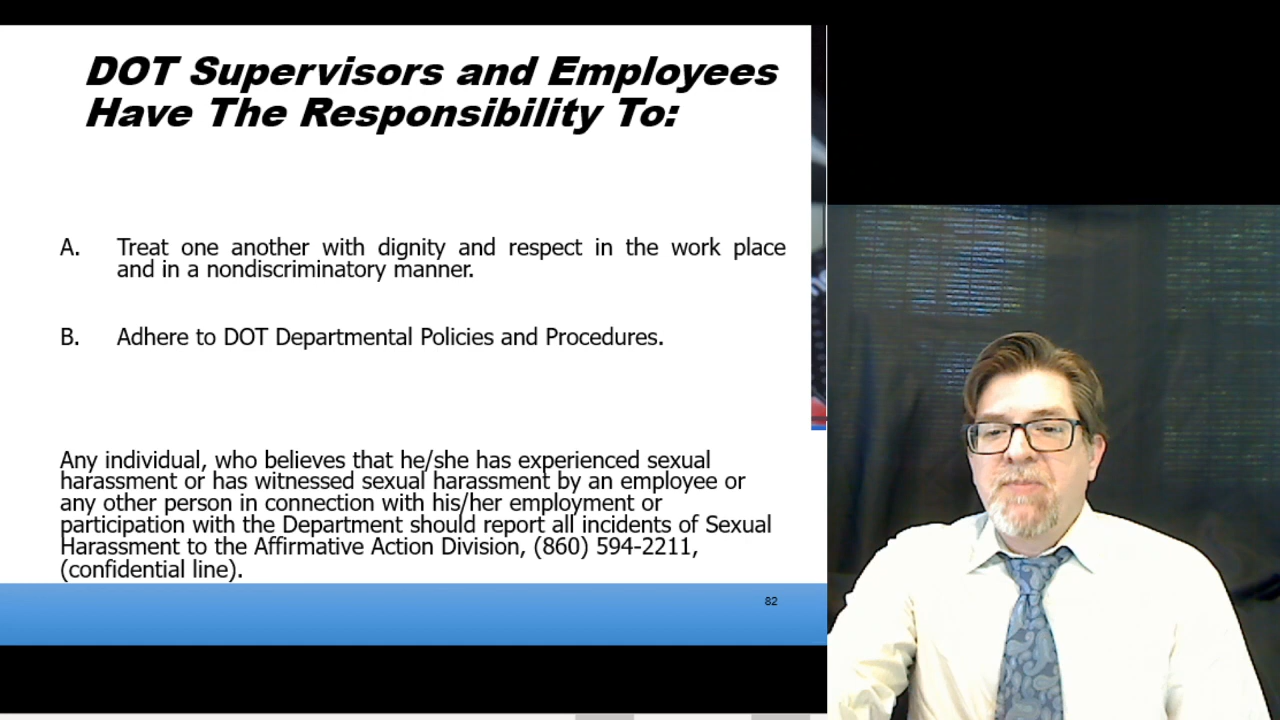 DOT Supervisors and Employees
Have The Responsibility To:
A. Treat one another with dignity and respect in the work place
and in a nondiscriminatory manner.
B. Adhere to DOT Departmental Policies and Procedures.
Any individual, who believes that he/she has experienced sexual
harassment or has witnessed sexual harassment by an employee or
any other person in connection with his/her employment or
participation with the Department should report all incidents of Sexual
Harassment to the Affirmative Action Division, (860) 594-2211,
(confidential line).
82